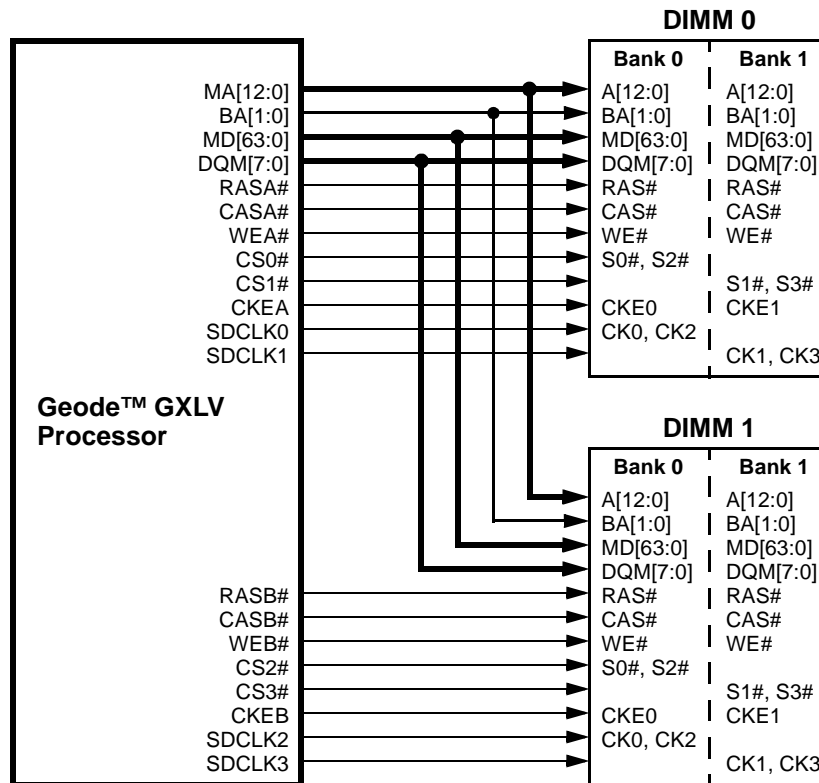 DIMM 0
Bank 0 Bank 1
MA[12:0] A[12:0] A[12:0]
BA[1:0] BA[1:0] BA[1:0]
MD[63:0] MD[63:0] MD[63:0]
DQM[7:0] DQM[7:0] DQM[7:0]
RASA# RAS# RAS#
CASA# CAS# CAS#
WEA# WE# WE#
CS0# S0#, S2#
CS1# S1#, S3#
CKEA CKE0 CKE1
SDCLK0 CK0, CK2
SDCLK1 CK1, CK3
Geode™ GXLV
Processor
DIMM 1
Bank 0 Bank 1
A[12:0] A[12:0]
BA[1:0] BA[1:0]
MD[63:0] MD[63:0]
DQM[7:0] DQM[7:0]
RASB# RAS# RAS#
CASB# CAS# CAS#
WEB# WE# WE#
CS2# S0#, S2#
CS3# S1#, S3#
CKEB CKE0 CKE1
SDCLK2 CK0, CK2
SDCLK3 CK1, CK3